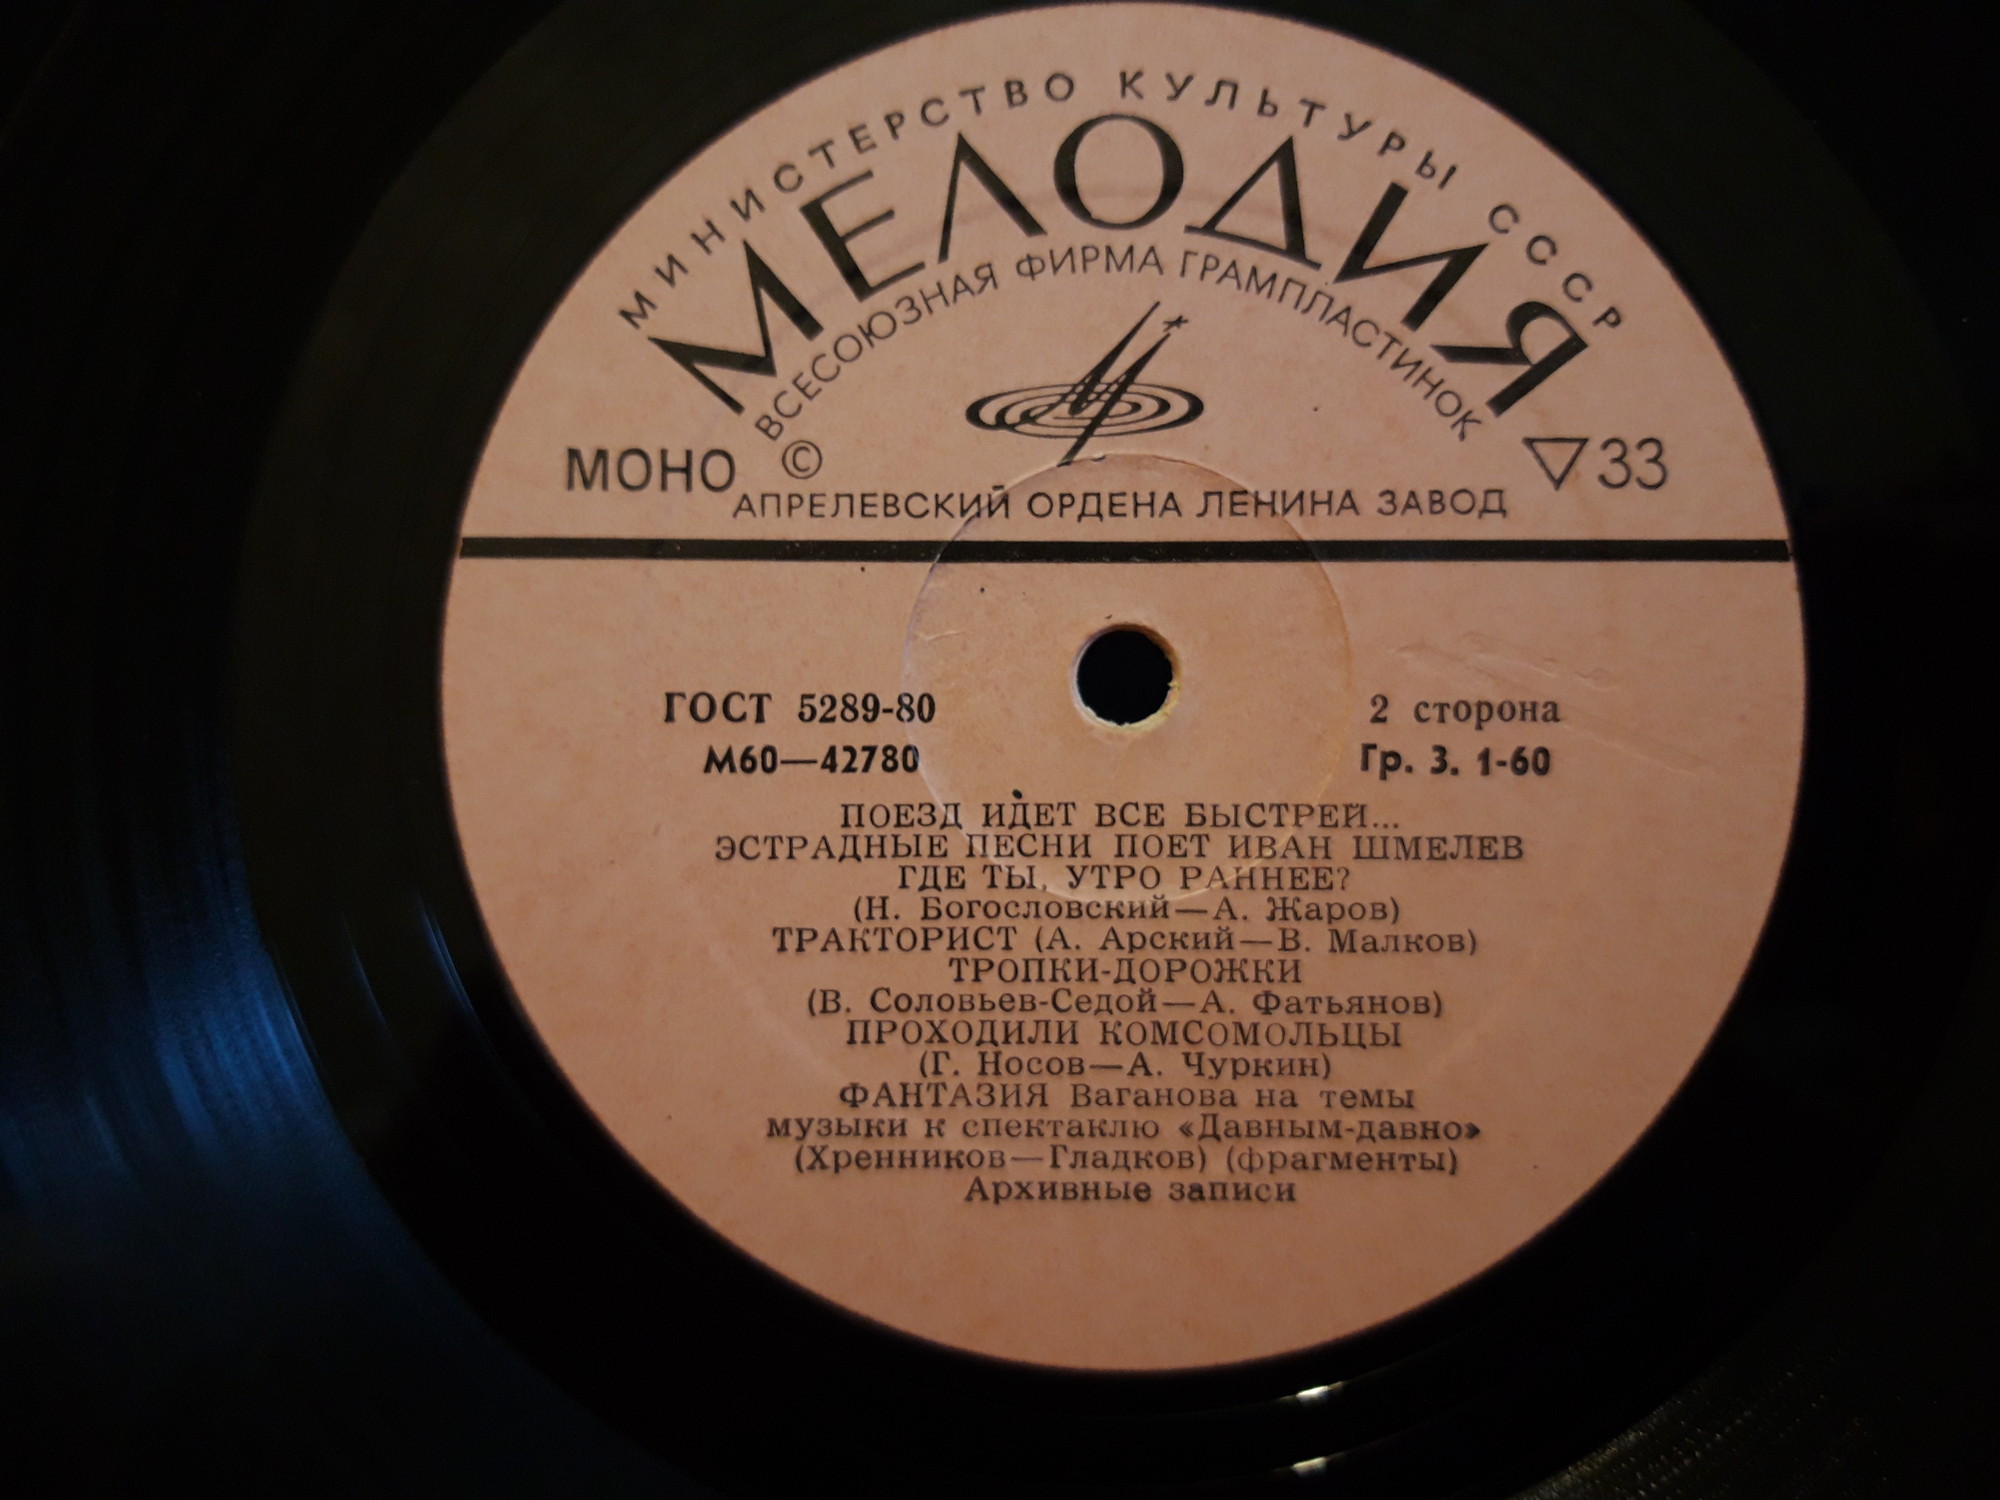 МИНИСТЕРСТВО КУЛЬТУРЫ СССР
МЕЛОДИЯ
ВСЕСОЮЗНАЯ ФИРМА ГРАМПЛАСТИНОК
МОНО © ▽33
АПРЕЛЕВСКИЙ ОРДЕНА ЛЕНИНА ЗАВОД
ГОСТ 5289-80 2 сторона
М60—42780 Гр. 3. 1-60
ПОЕЗД ИДЕТ ВСЕ БЫСТРЕЙ...
ЭСТРАДНЫЕ ПЕСНИ ПОЕТ ИВАН ШМЕЛЕВ
ГДЕ ТЫ, УТРО РАННЕЕ?
(Н. Богословский—А. Жаров)
ТРАКТОРИСТ (А. Арский—В. Малков)
ТРОПКИ-ДОРОЖКИ
(В. Соловьев-Седой—А. Фатьянов)
ПРОХОДИЛИ КОМСОМОЛЬЦЫ
(Г. Носов—А. Чуркин)
ФАНТАЗИЯ Ваганова на темы
музыки к спектаклю «Давным-давно»
(Хренников—Гладков) (фрагменты)
Архивные записи